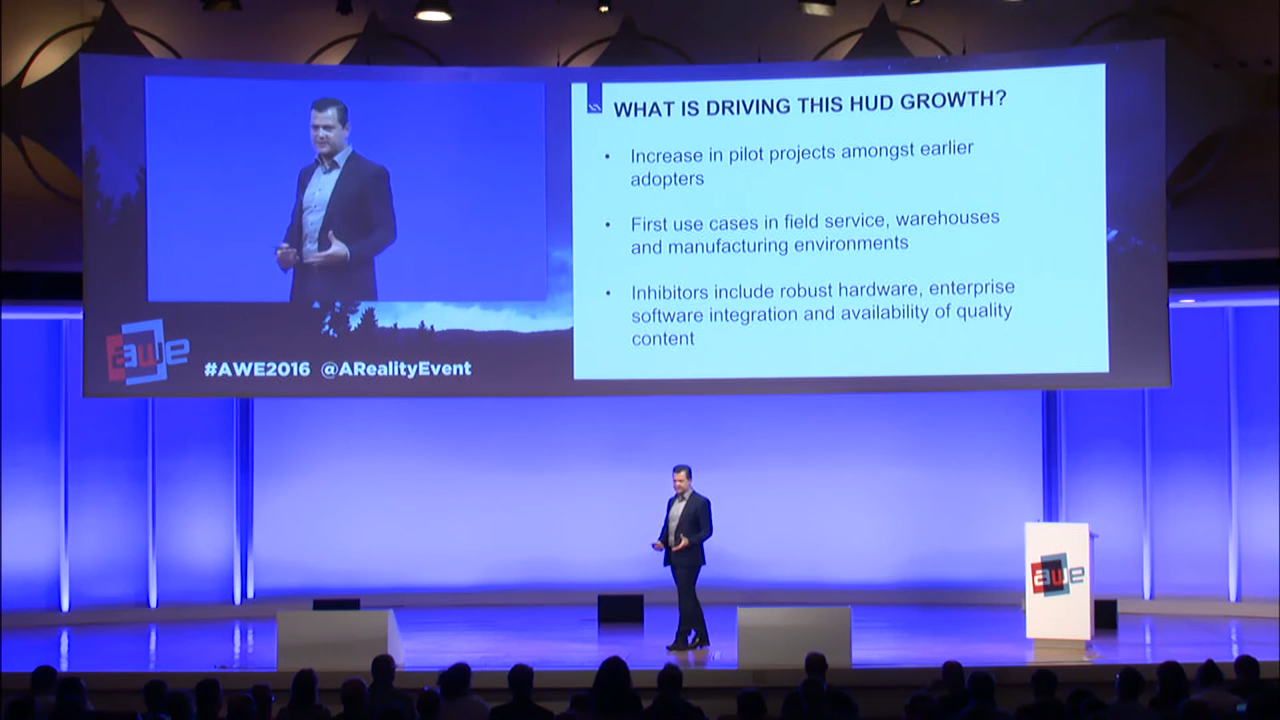 WHAT IS DRIVING THIS HUD GROWTH?
• Increase in pilot projects amongst earlier
adopters
• First use cases in field service, warehouses
and manufacturing environments
• Inhibitors include robust hardware, enterprise
software integration and availability of quality
content
awe
#AWE2016 @ARealityEvent
awe